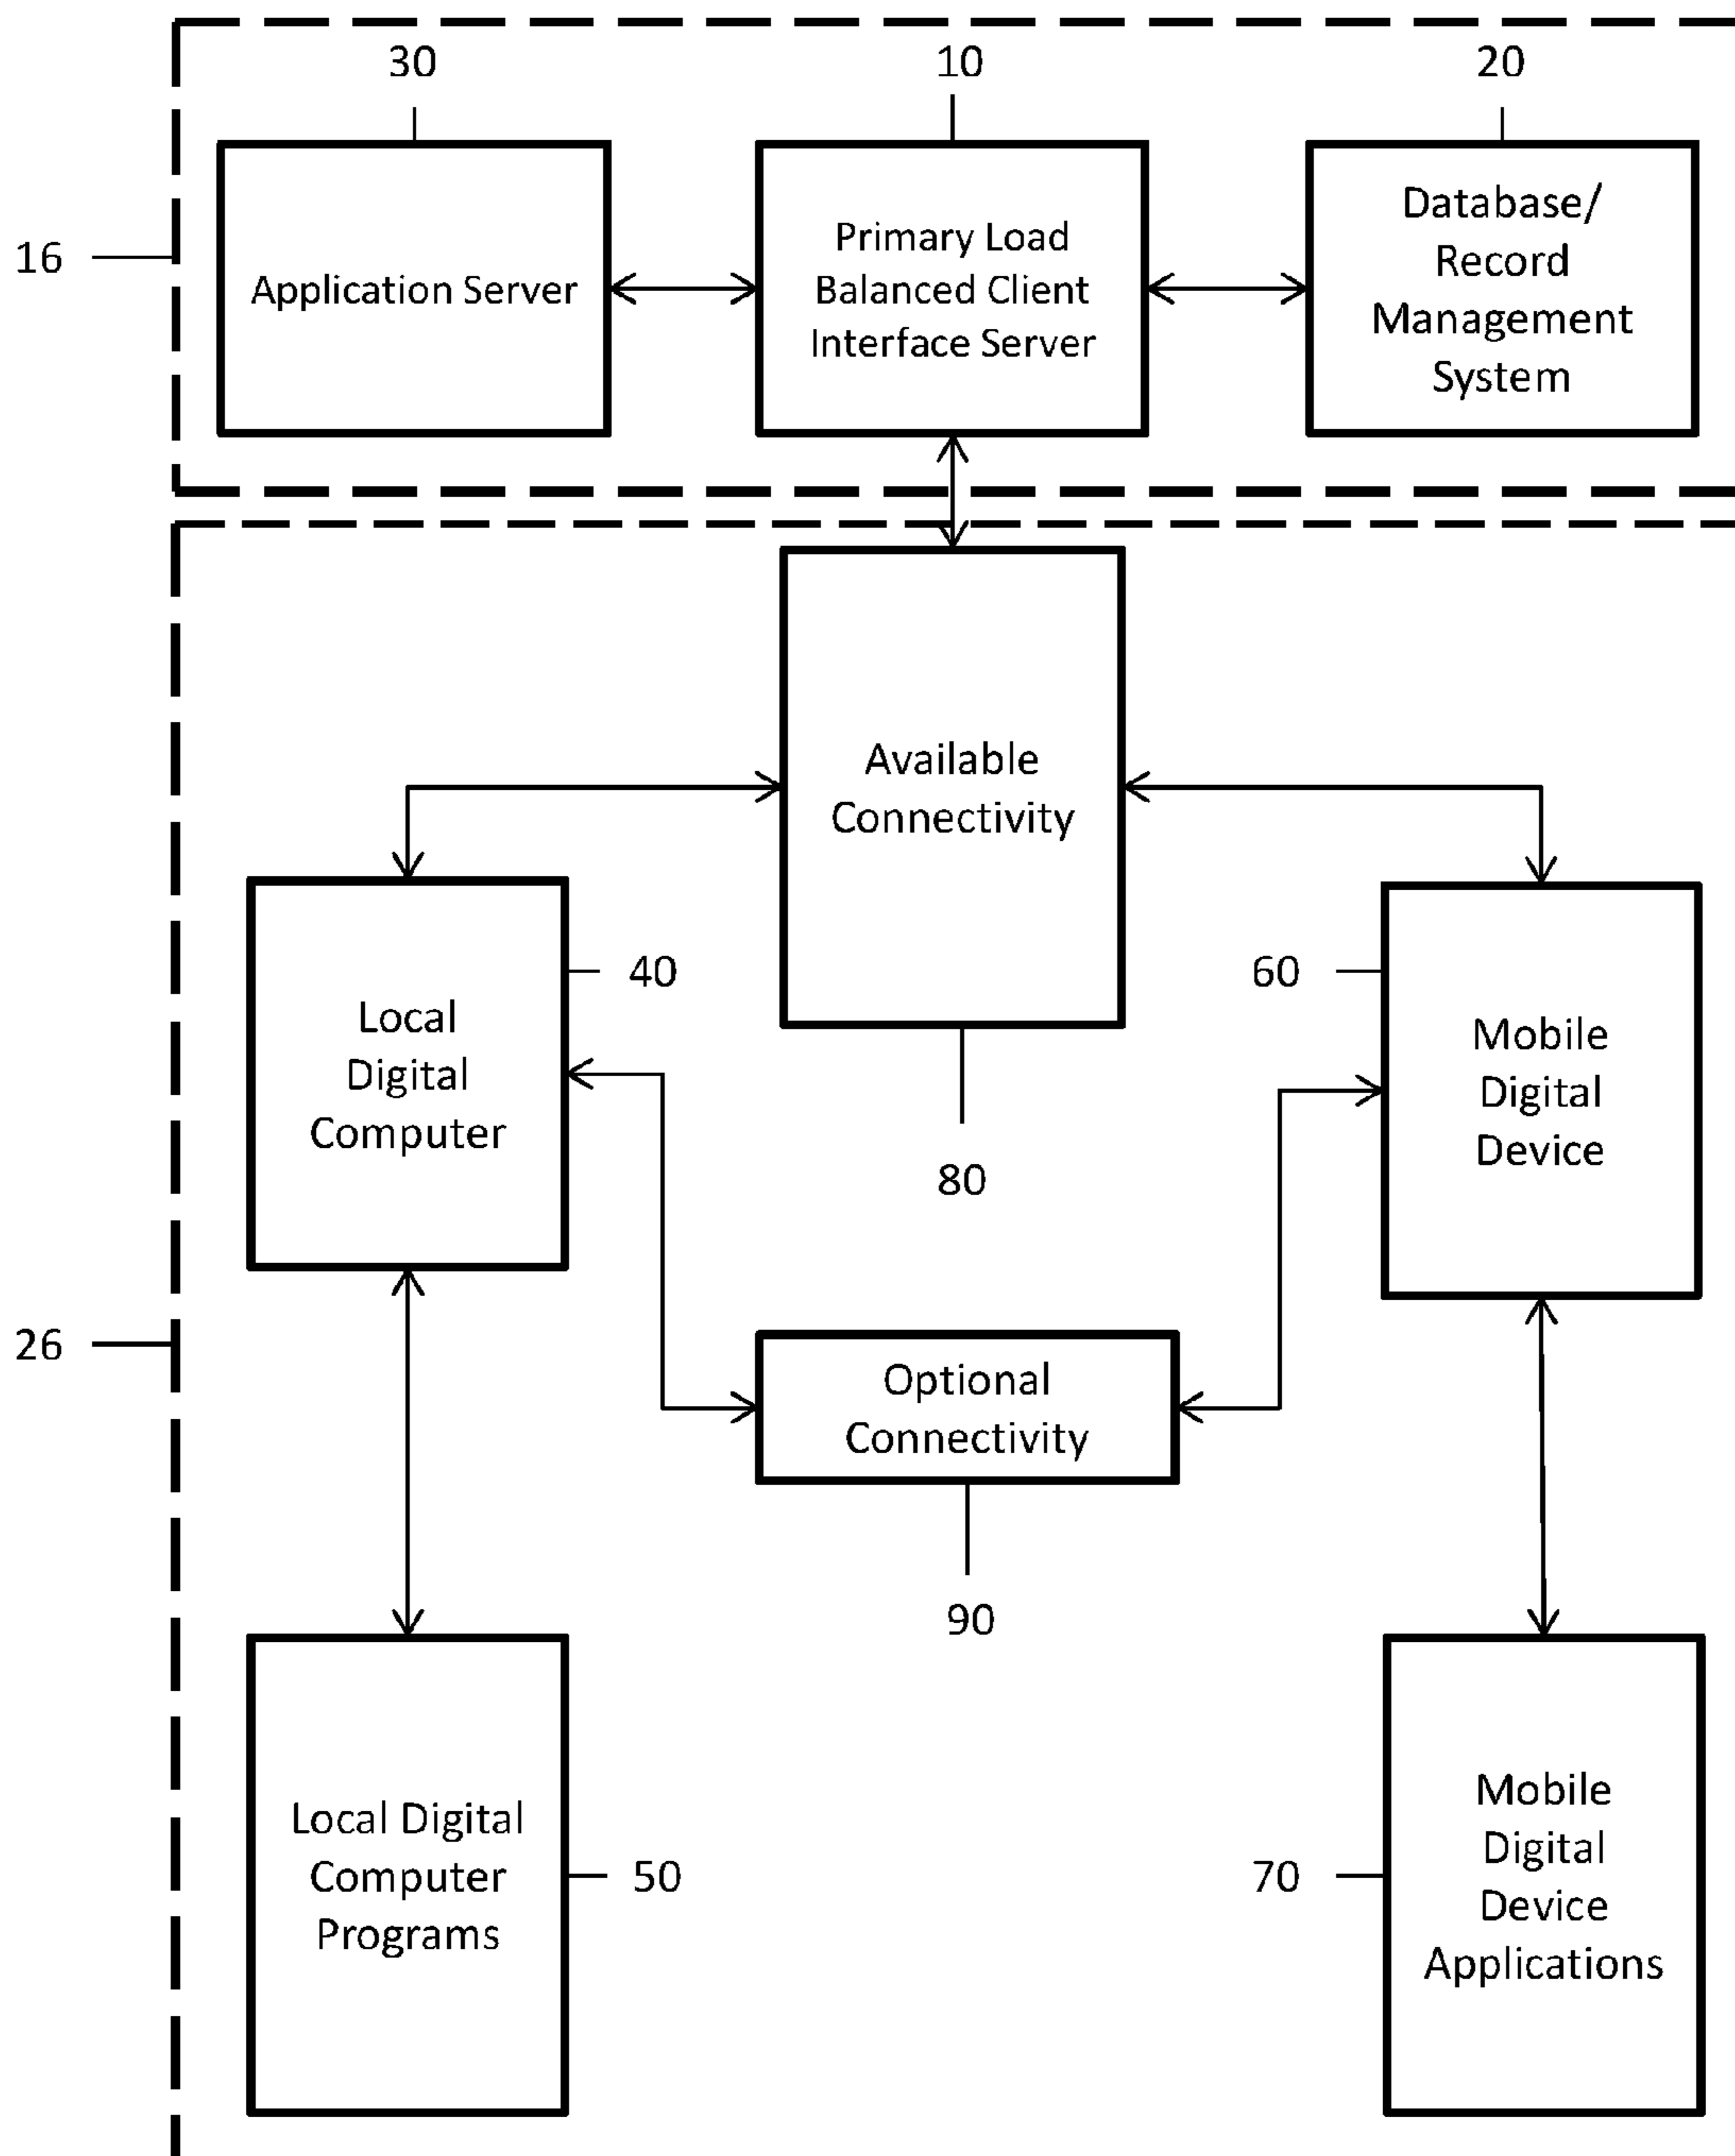 30
10
20
Application Server
Primary Load
Balanced Client
Interface Server
Database/
Record
Management
System
16
Available
Connectivity
40
60
Local
Digital
Computer
Mobile
Digital
Device
80
26
Optional
Connectivity
90
Local Digital
Computer
Programs
50
70
Mobile
Digital
Device
Applications